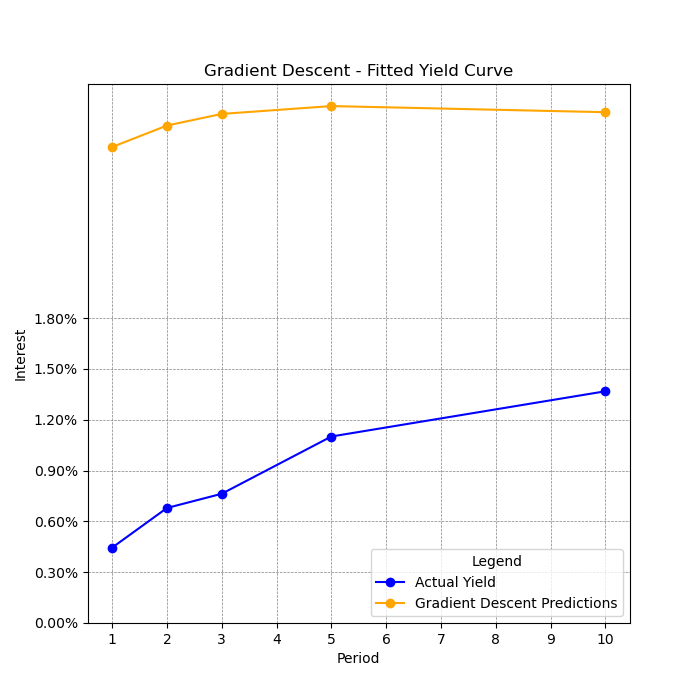 Gradient Descent - Fitted Yield Curve
1.80%
1.50%
1.20%
0.90%
0.60%
0.30%
0.00%
Interest
Legend
Actual Yield
Gradient Descent Predictions
1 2 3 4 5 6 7 8 9 10
Period